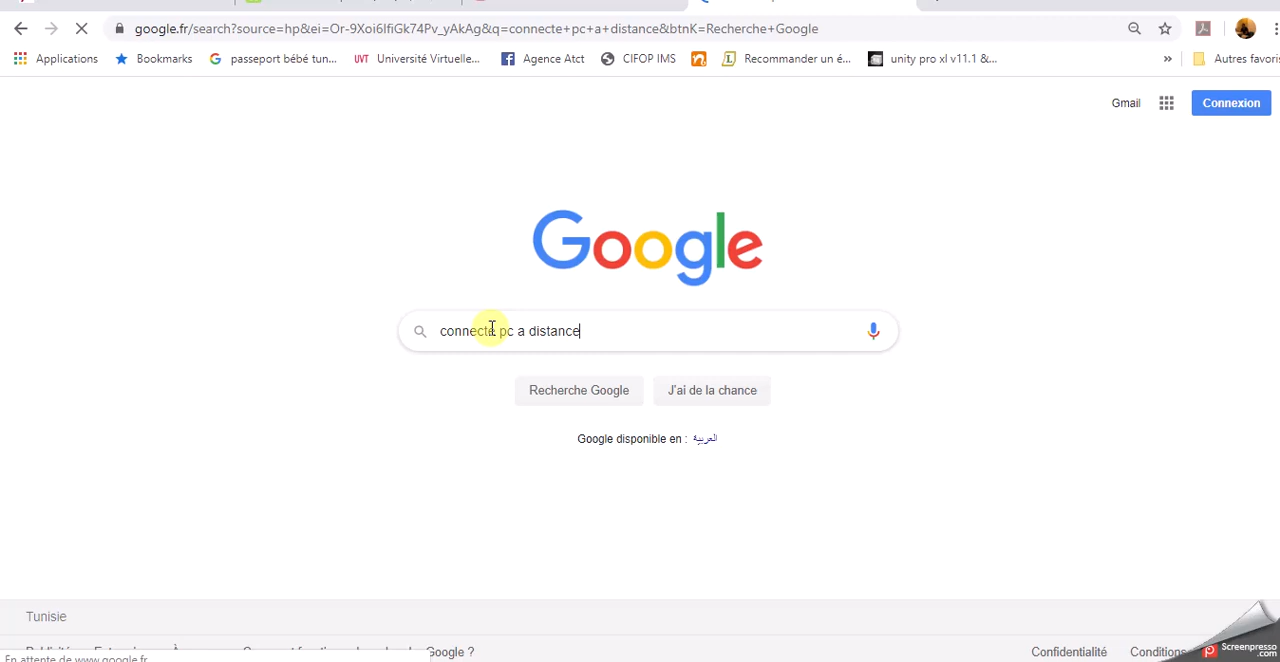 google.fr/search?source=hp&ei=Or-9Xoi6IfiGk74Pv_yAkAg&q=connecte+pc+a+distance&btnK=Recherche+Google
Applications Bookmarks passeport bébé tun... UVT Université Virtuelle... Agence Atct CIFOP IMS Recommander un é... unity pro xl v11.1 &... » Autres favoris
Gmail Connexion
Google
connecte pc a distance
Recherche Google J'ai de la chance
Google disponible en : العربية
Tunisie
Google ? Confidentialité Conditions
En attente de www.google.fr
Screenpresso
.com